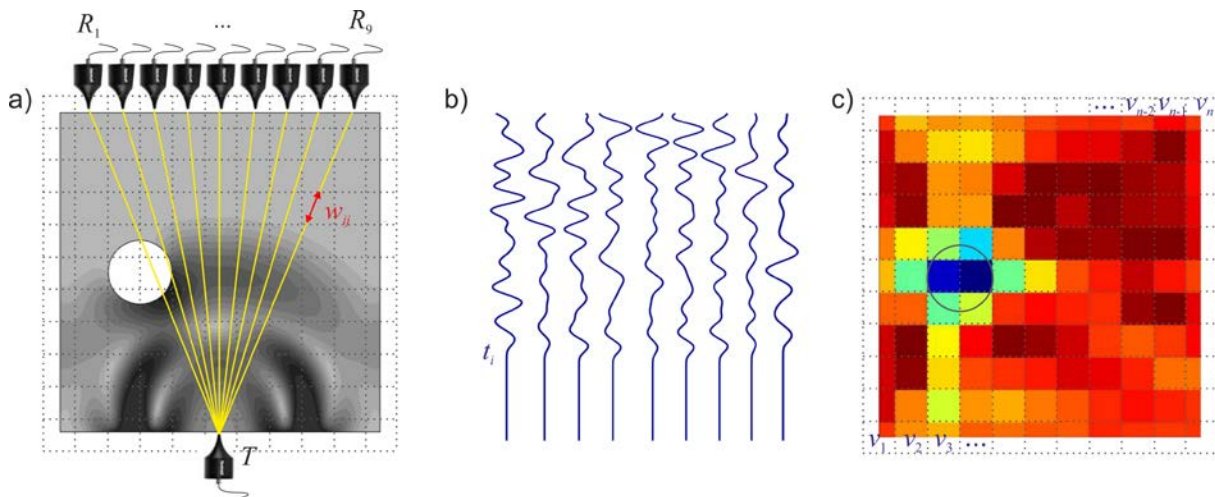 R₁ ... R₉
a)
wᵢⱼ
T
b)
tᵢ
c)
... vₙ₋₂ vₙ₋₁ vₙ
v₁ v₂ v₃ ...